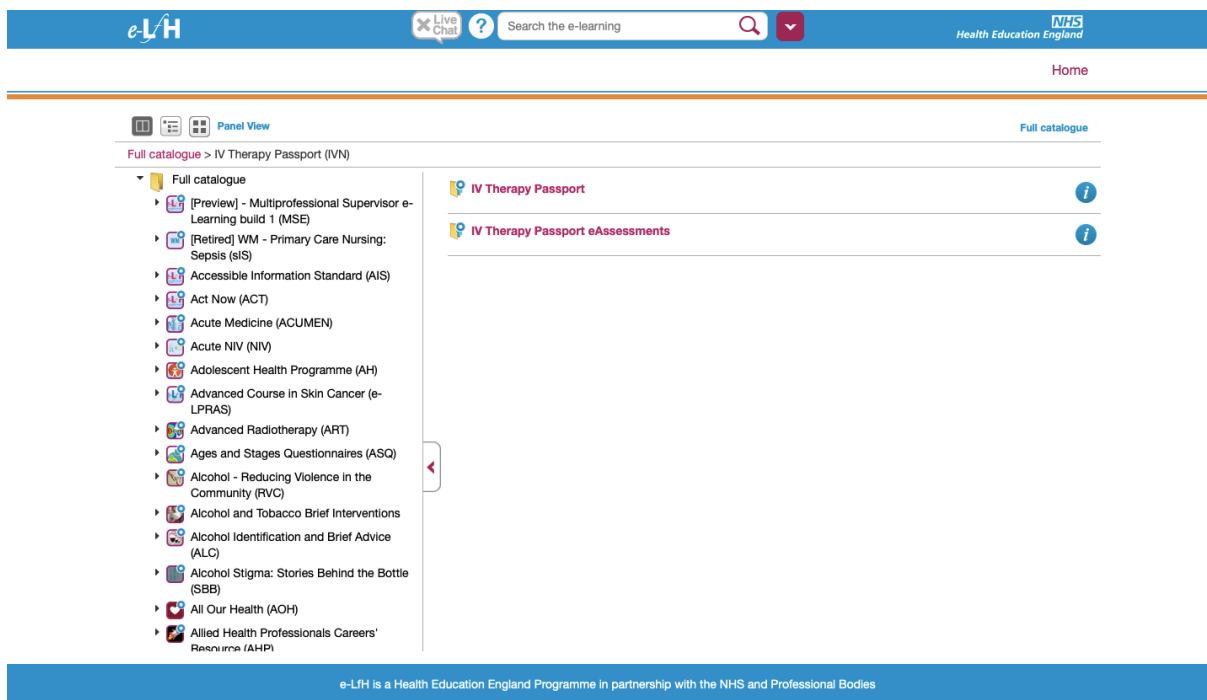 e-LfH
Live
Chat
?
Search the e-learning
NHS
Health Education England
Home
Panel View
Full catalogue
Full catalogue > IV Therapy Passport (IVN)
Full catalogue
[Preview] - Multiprofessional Supervisor e-
Learning build 1 (MSE)
[Retired] WM - Primary Care Nursing:
Sepsis (sIS)
Accessible Information Standard (AIS)
Act Now (ACT)
Acute Medicine (ACUMEN)
Acute NIV (NIV)
Adolescent Health Programme (AH)
Advanced Course in Skin Cancer (e-
LPRAS)
Advanced Radiotherapy (ART)
Ages and Stages Questionnaires (ASQ)
Alcohol - Reducing Violence in the
Community (RVC)
Alcohol and Tobacco Brief Interventions
Alcohol Identification and Brief Advice
(ALC)
Alcohol Stigma: Stories Behind the Bottle
(SBB)
All Our Health (AOH)
Allied Health Professionals Careers'
Resource (AHP)
IV Therapy Passport
i
IV Therapy Passport eAssessments
i
e-LfH is a Health Education England Programme in partnership with the NHS and Professional Bodies